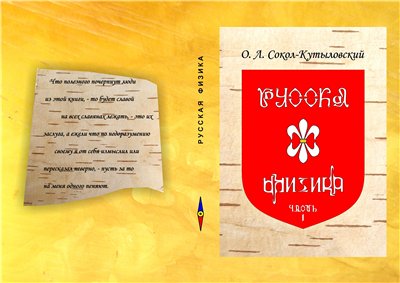 Что полезного почерпнут люди
из этой книги, - то будет славой
на всех славянах лежать, - это их
заслуга, а ежели что по недоразумению
своему я от себя измыслил или
пересказал неверно, - пусть за то
на меня одного пеняют.
РУССКАЯ ФИЗИКА
О. Л. Сокол-Кутыловский
РУССКА
ФИЗИКА
ЧАСТЬ
I